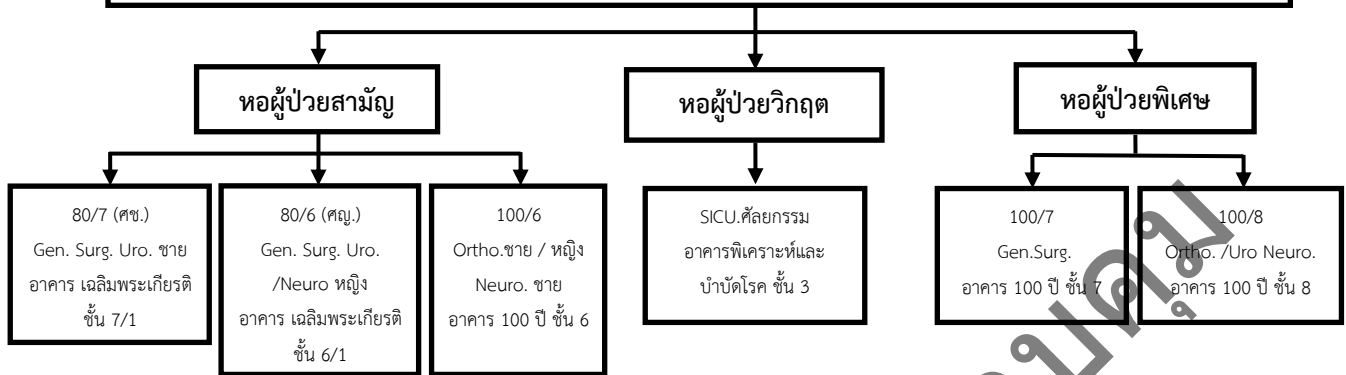 หอผู้ป่วยสามัญ
หอผู้ป่วยวิกฤต
หอผู้ป่วยพิเศษ
80/7 (ศช.)
Gen. Surg. Uro. ชาย
อาคาร เฉลิมพระเกียรติ
ชั้น 7/1
80/6 (ศญ.)
Gen. Surg. Uro.
/Neuro หญิง
อาคาร เฉลิมพระเกียรติ
ชั้น 6/1
100/6
Ortho.ชาย / หญิง
Neuro. ชาย
อาคาร 100 ปี ชั้น 6
SICU.ศัลยกรรม
อาคารพิเคราะห์และ
บำบัดโรค ชั้น 3
100/7
Gen.Surg.
อาคาร 100 ปี ชั้น 7
100/8
Ortho. /Uro Neuro.
อาคาร 100 ปี ชั้น 8